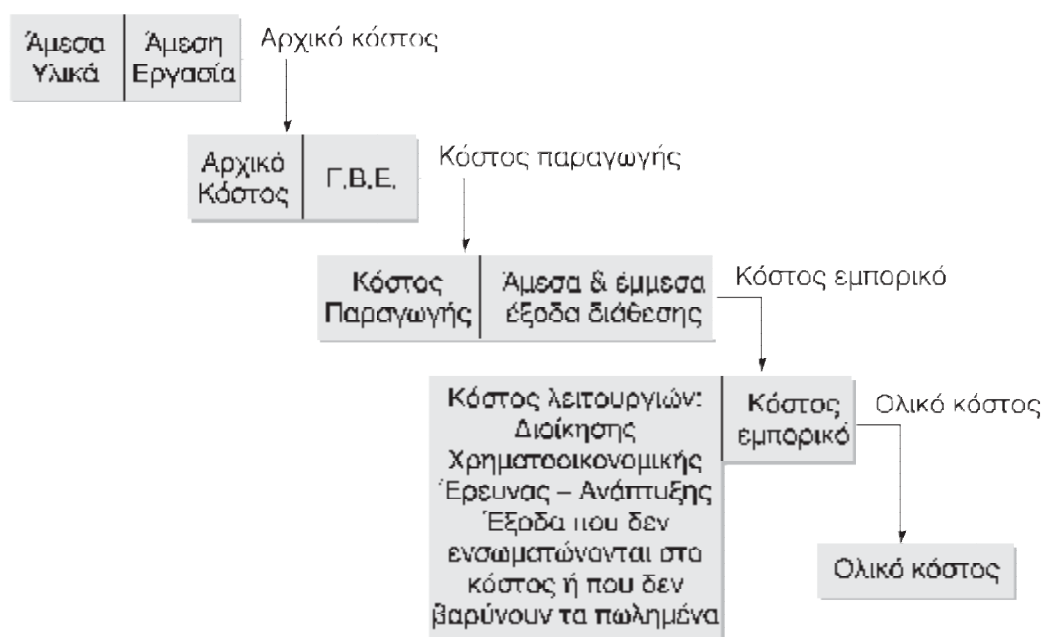 Άμεσα
Υλικά
Άμεση
Εργασία
Αρχικό κόστος
Αρχικό
Κόστος
Γ.Β.Ε.
Κόστος παραγωγής
Κόστος
Παραγωγής
Άμεσα & έμμεσα
έξοδα διάθεσης
Κόστος εμπορικό
Κόστος λειτουργιών:
Διοίκησης
Χρηματοοικονομικής
Έρευνας – Ανάπτυξης
Έξοδα που δεν
ενσωματώνονται στο
κόστος ή που δεν
βαρύνουν τα πωλημένα
Κόστος
εμπορικό
Ολικό κόστος
Ολικό κόστος